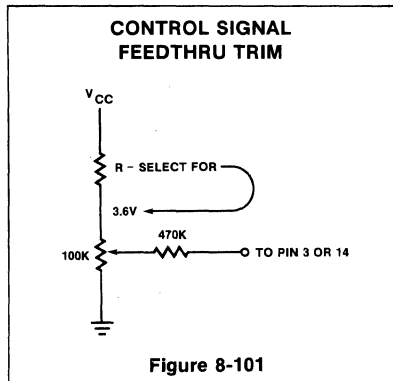 CONTROL SIGNAL
FEEDTHRU TRIM
VCC
R - SELECT FOR
3.6V
470K
100K
TO PIN 3 OR 14
Figure 8-101